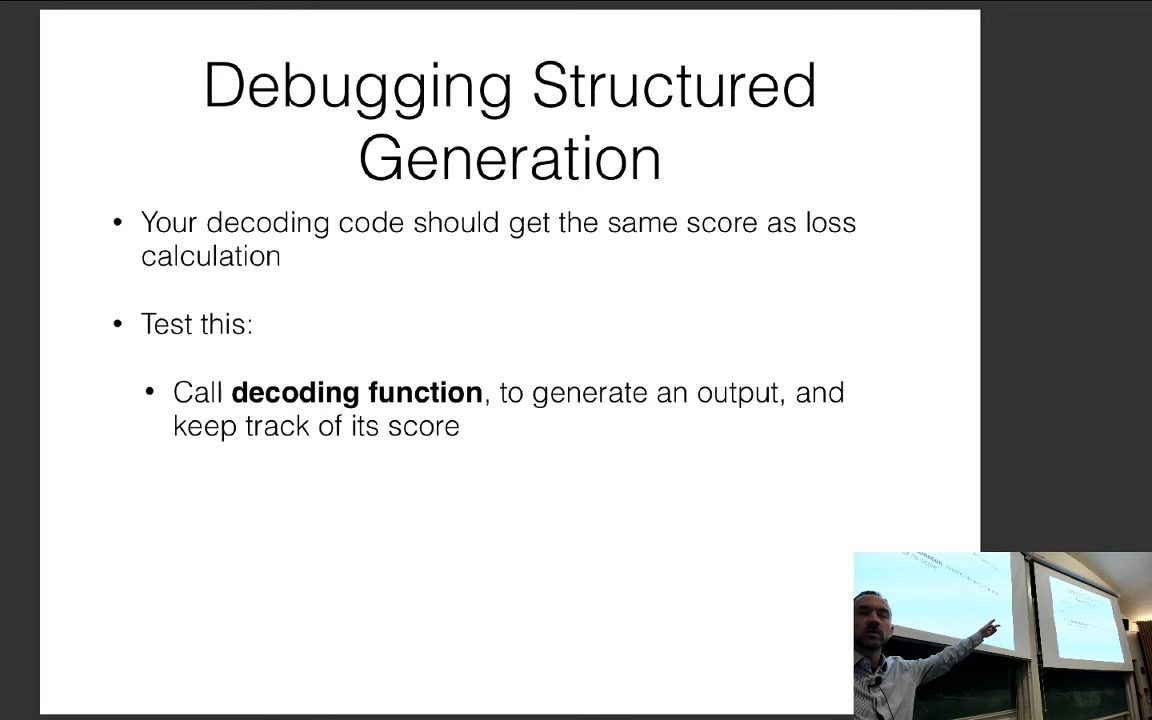 Debugging Structured
Generation
• Your decoding code should get the same score as loss
calculation
• Test this:
• Call decoding function, to generate an output, and
keep track of its score